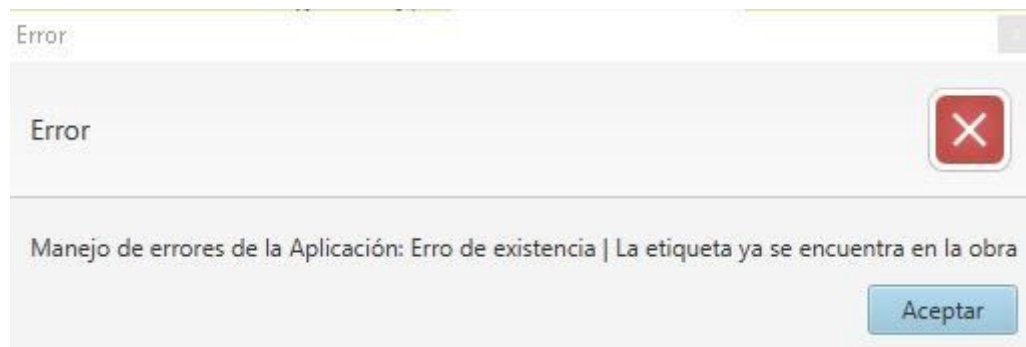 Error
Error
Manejo de errores de la Aplicación: Erro de existencia | La etiqueta ya se encuentra en la obra
Aceptar